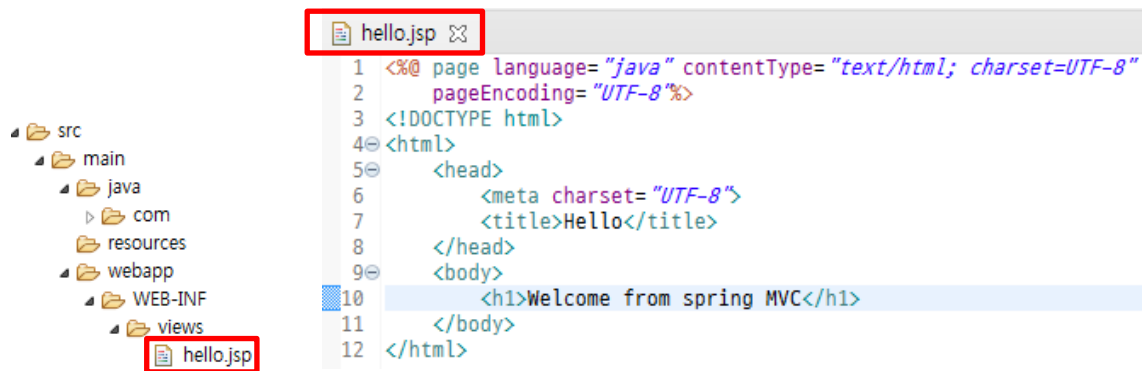 src
main
java
com
resources
webapp
WEB-INF
views
hello.jsp
hello.jsp
1 <%@ page language="java" contentType="text/html; charset=UTF-8"
2 pageEncoding="UTF-8"%>
3 <!DOCTYPE html>
4 <html>
5 <head>
6 <meta charset="UTF-8">
7 <title>Hello</title>
8 </head>
9 <body>
10 <h1>Welcome from spring MVC</h1>
11 </body>
12 </html>